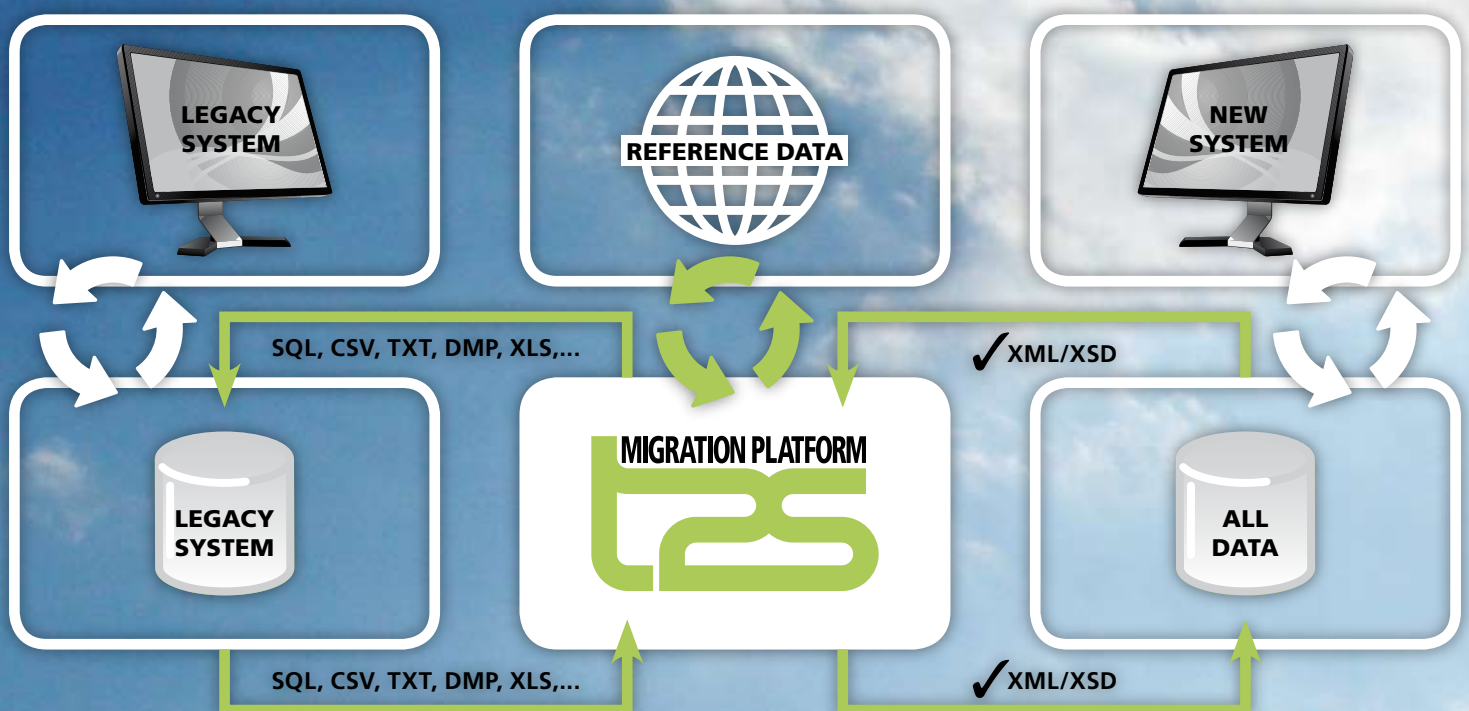 LEGACY
SYSTEM
REFERENCE DATA
NEW
SYSTEM
SQL, CSV, TXT, DMP, XLS,...
✓XML/XSD
LEGACY
SYSTEM
MIGRATION PLATFORM
t2s
ALL
DATA
SQL, CSV, TXT, DMP, XLS,...
✓XML/XSD